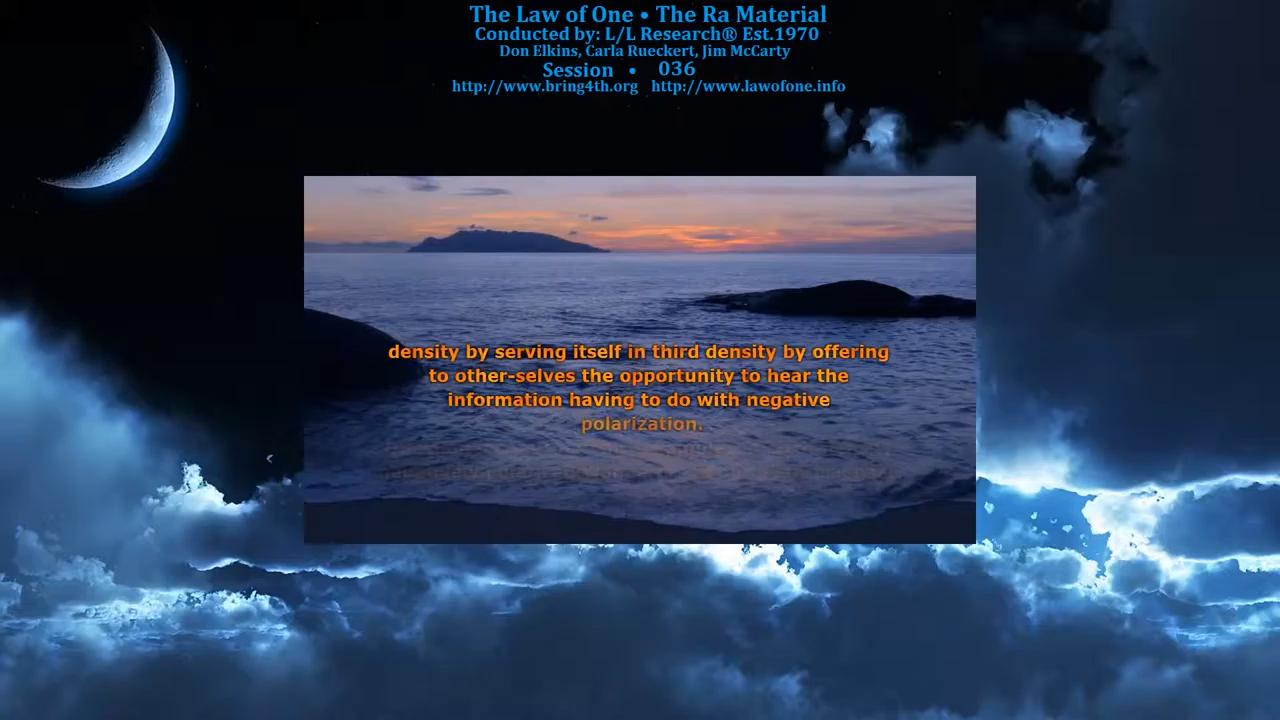 The Law of One • The Ra Material
Conducted by: L/L Research® Est.1970
Don Elkins, Carla Rueckert, Jim McCarty
Session • 036
http://www.bring4th.org http://www.lawofone.info
density by serving itself in third density by offering
to other-selves the opportunity to hear the
information having to do with negative
polarization.